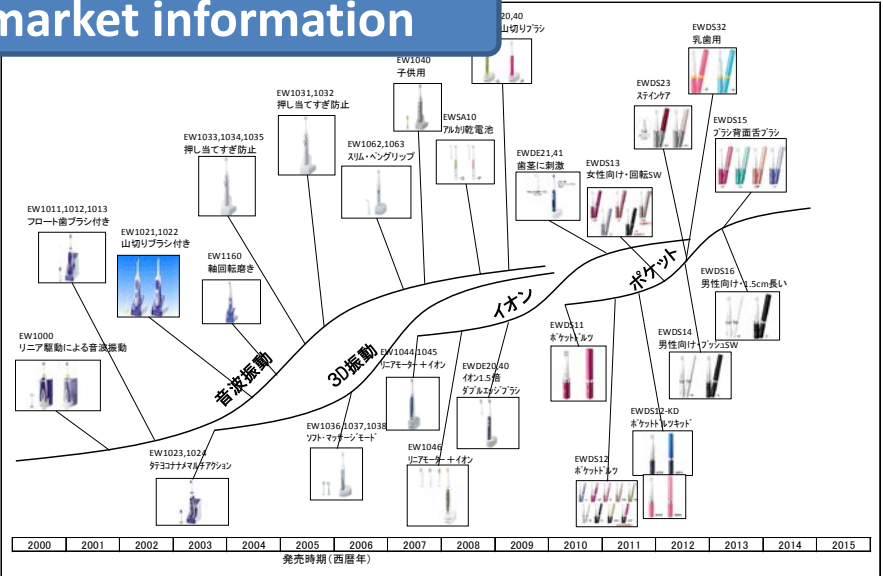 market information
20,40
山切りブラシ
EWDS32
乳歯用
EW1040
子供用
EWDS23
ステインケア
EW1031,1032
押し当てすぎ防止
EWSA10
アルカリ乾電池
EWDS15
ブラシ背面舌ブラシ
EW1033,1034,1035
押し当てすぎ防止
EW1062,1063
スリム・ペングリップ
EWDE21,41
歯茎に刺激
EWDS13
女性向け・回転SW
EW1011,1012,1013
フロート歯ブラシ付き
EW1021,1022
山切りブラシ付き
EW1160
軸回転磨き
EWDS16
男性向け・1.5cm長い
EW1000
リニア駆動による音波振動
音波振動
3D振動
イオン
ポケット
EW1044,1045
リニアモーター＋イオン
EWDE20,40
イオン1.5倍
ダブルエッジブラシ
EWDS11
ポケットドルツ
EWDS14
男性向け・プッシュSW
EW1036,1037,1038
ソフト・マッサージモード
EW1046
リニアモーター＋イオン
EWDS12-KD
ポケットドルツキッド
EW1023,1024
タテヨコナナメマルチアクション
EWDS12
ポケットドルツ
2000 2001 2002 2003 2004 2005 2006 2007 2008 2009 2010 2011 2012 2013 2014 2015
発売時期(西暦年)